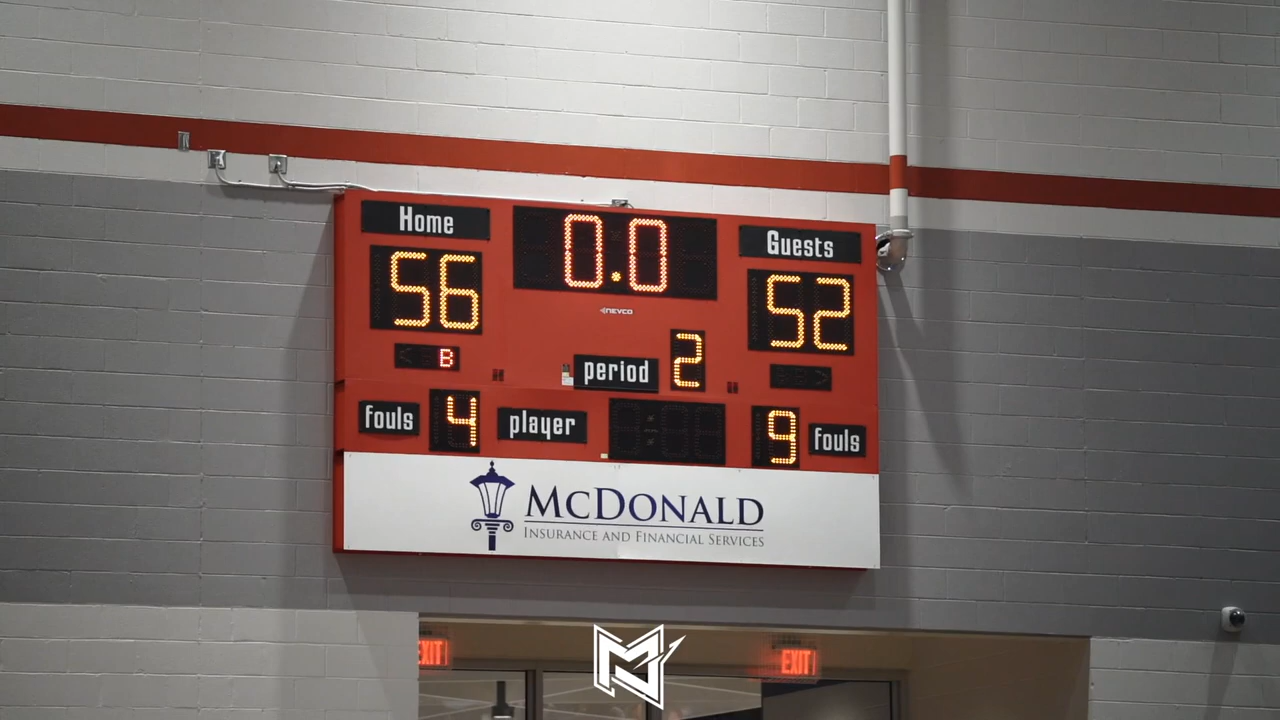 Home
0.0
Guests
56
52
NEVCO
B
period
2
fouls
4
player
9
fouls
McDonald
Insurance and Financial Services
EXIT
EXIT